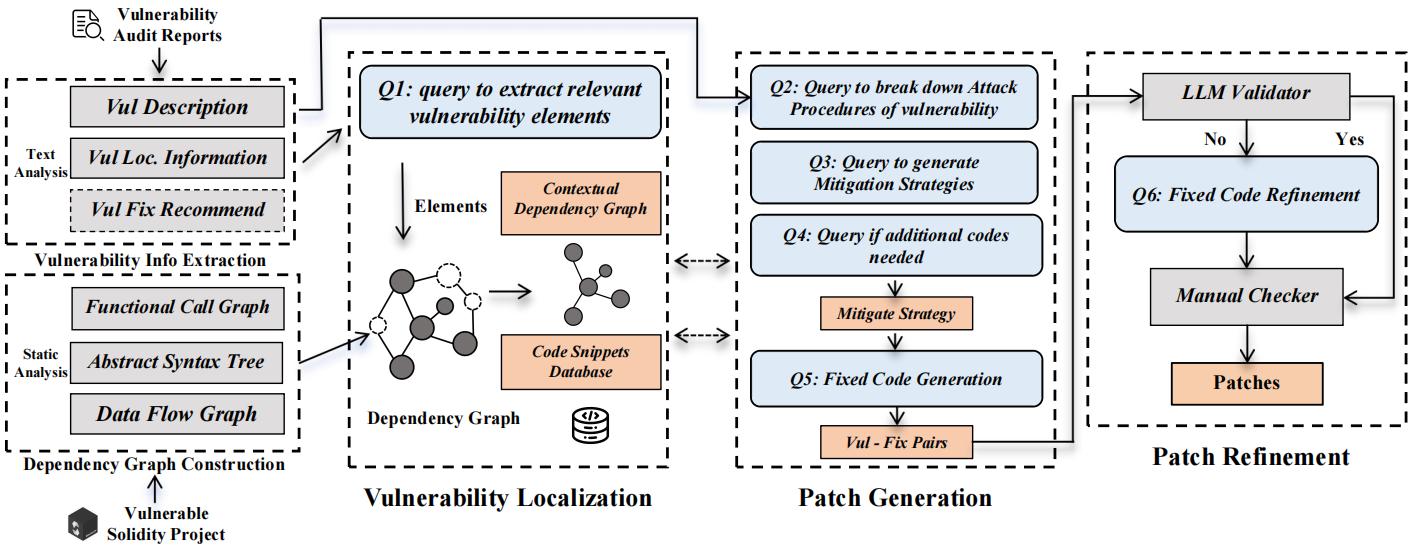 Vulnerability
Audit Reports
Vul Description
Text
Analysis
Vul Loc. Information
Vul Fix Recommend
Vulnerability Info Extraction
Functional Call Graph
Static
Analysis
Abstract Syntax Tree
Data Flow Graph
Dependency Graph Construction
Vulnerable
Solidity Project
Q1: query to extract relevant
vulnerability elements
Elements
Contextual
Dependency Graph
Code Snippets
Database
Dependency Graph
Vulnerability Localization
Q2: Query to break down Attack
Procedures of vulnerability
Q3: Query to generate
Mitigation Strategies
Q4: Query if additional codes
needed
Mitigate Strategy
Q5: Fixed Code Generation
Vul - Fix Pairs
Patch Generation
LLM Validator
No
Yes
Q6: Fixed Code Refinement
Manual Checker
Patches
Patch Refinement